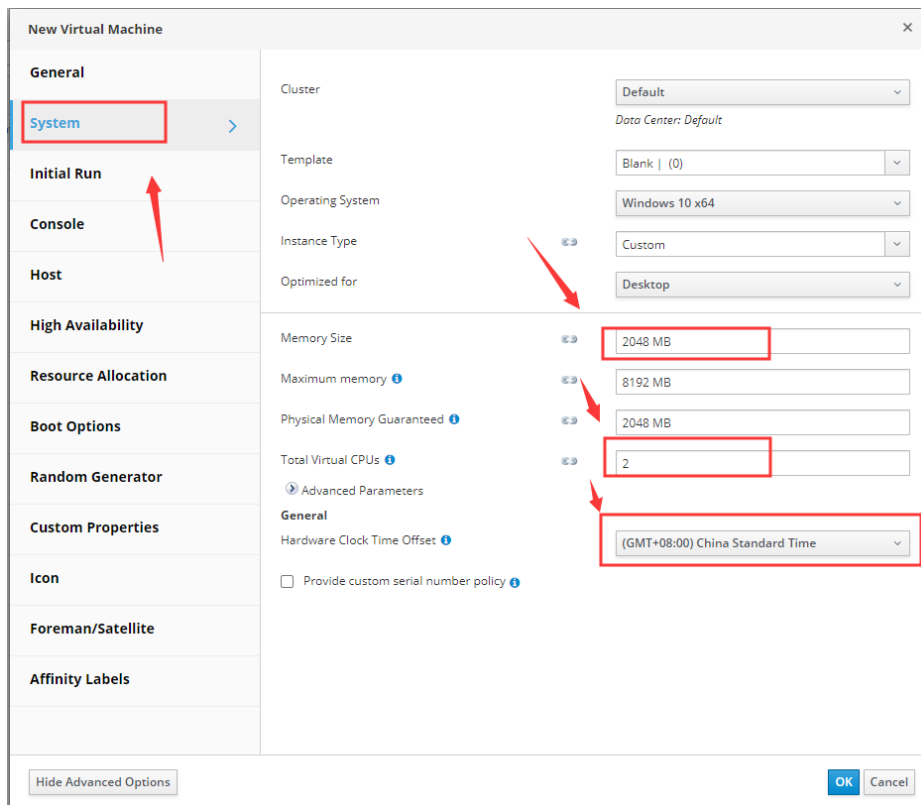 New Virtual Machine
General
System
Initial Run
Console
Host
High Availability
Resource Allocation
Boot Options
Random Generator
Custom Properties
Icon
Foreman/Satellite
Affinity Labels
Cluster
Default
Data Center: Default
Template
Blank | (0)
Operating System
Windows 10 x64
Instance Type
Custom
Optimized for
Desktop
Memory Size
2048 MB
Maximum memory
8192 MB
Physical Memory Guaranteed
2048 MB
Total Virtual CPUs
2
Advanced Parameters
General
Hardware Clock Time Offset
(GMT+08:00) China Standard Time
Provide custom serial number policy
Hide Advanced Options
OK
Cancel